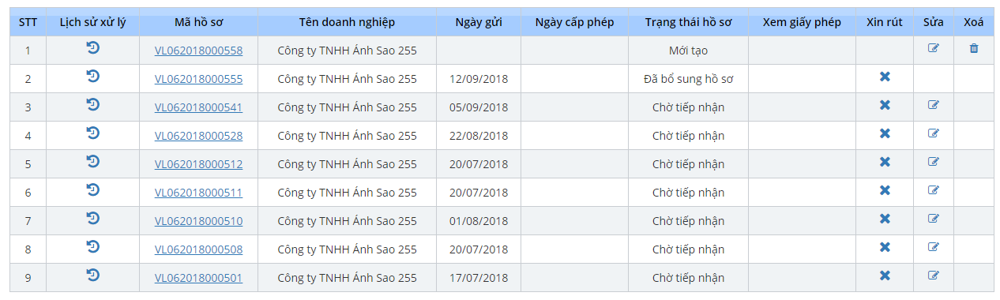 STT Lịch sử xử lý Mã hồ sơ Tên doanh nghiệp Ngày gửi Ngày cấp phép Trạng thái hồ sơ Xem giấy phép Xin rút Sửa Xoá
1 VL062018000558 Công ty TNHH Ánh Sao 255 Mới tạo
2 VL062018000555 Công ty TNHH Ánh Sao 255 12/09/2018 Đã bổ sung hồ sơ
3 VL062018000541 Công ty TNHH Ánh Sao 255 05/09/2018 Chờ tiếp nhận
4 VL062018000528 Công ty TNHH Ánh Sao 255 22/08/2018 Chờ tiếp nhận
5 VL062018000512 Công ty TNHH Ánh Sao 255 20/07/2018 Chờ tiếp nhận
6 VL062018000511 Công ty TNHH Ánh Sao 255 20/07/2018 Chờ tiếp nhận
7 VL062018000510 Công ty TNHH Ánh Sao 255 01/08/2018 Chờ tiếp nhận
8 VL062018000508 Công ty TNHH Ánh Sao 255 20/07/2018 Chờ tiếp nhận
9 VL062018000501 Công ty TNHH Ánh Sao 255 17/07/2018 Chờ tiếp nhận